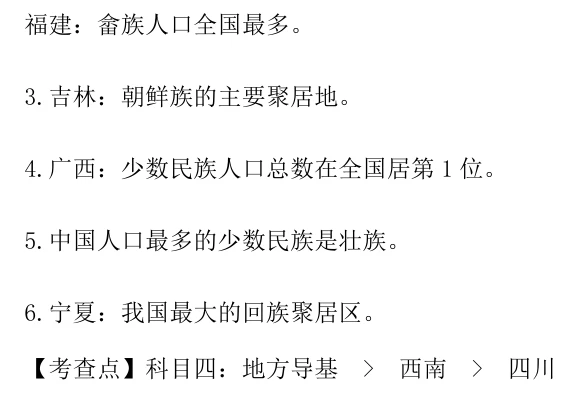 福建：畲族人口全国最多。
3.吉林：朝鲜族的主要聚居地。
4.广西：少数民族人口总数在全国居第 1 位。
5.中国人口最多的少数民族是壮族。
6.宁夏：我国最大的回族聚居区。
【考查点】科目四：地方导基 > 西南 > 四川